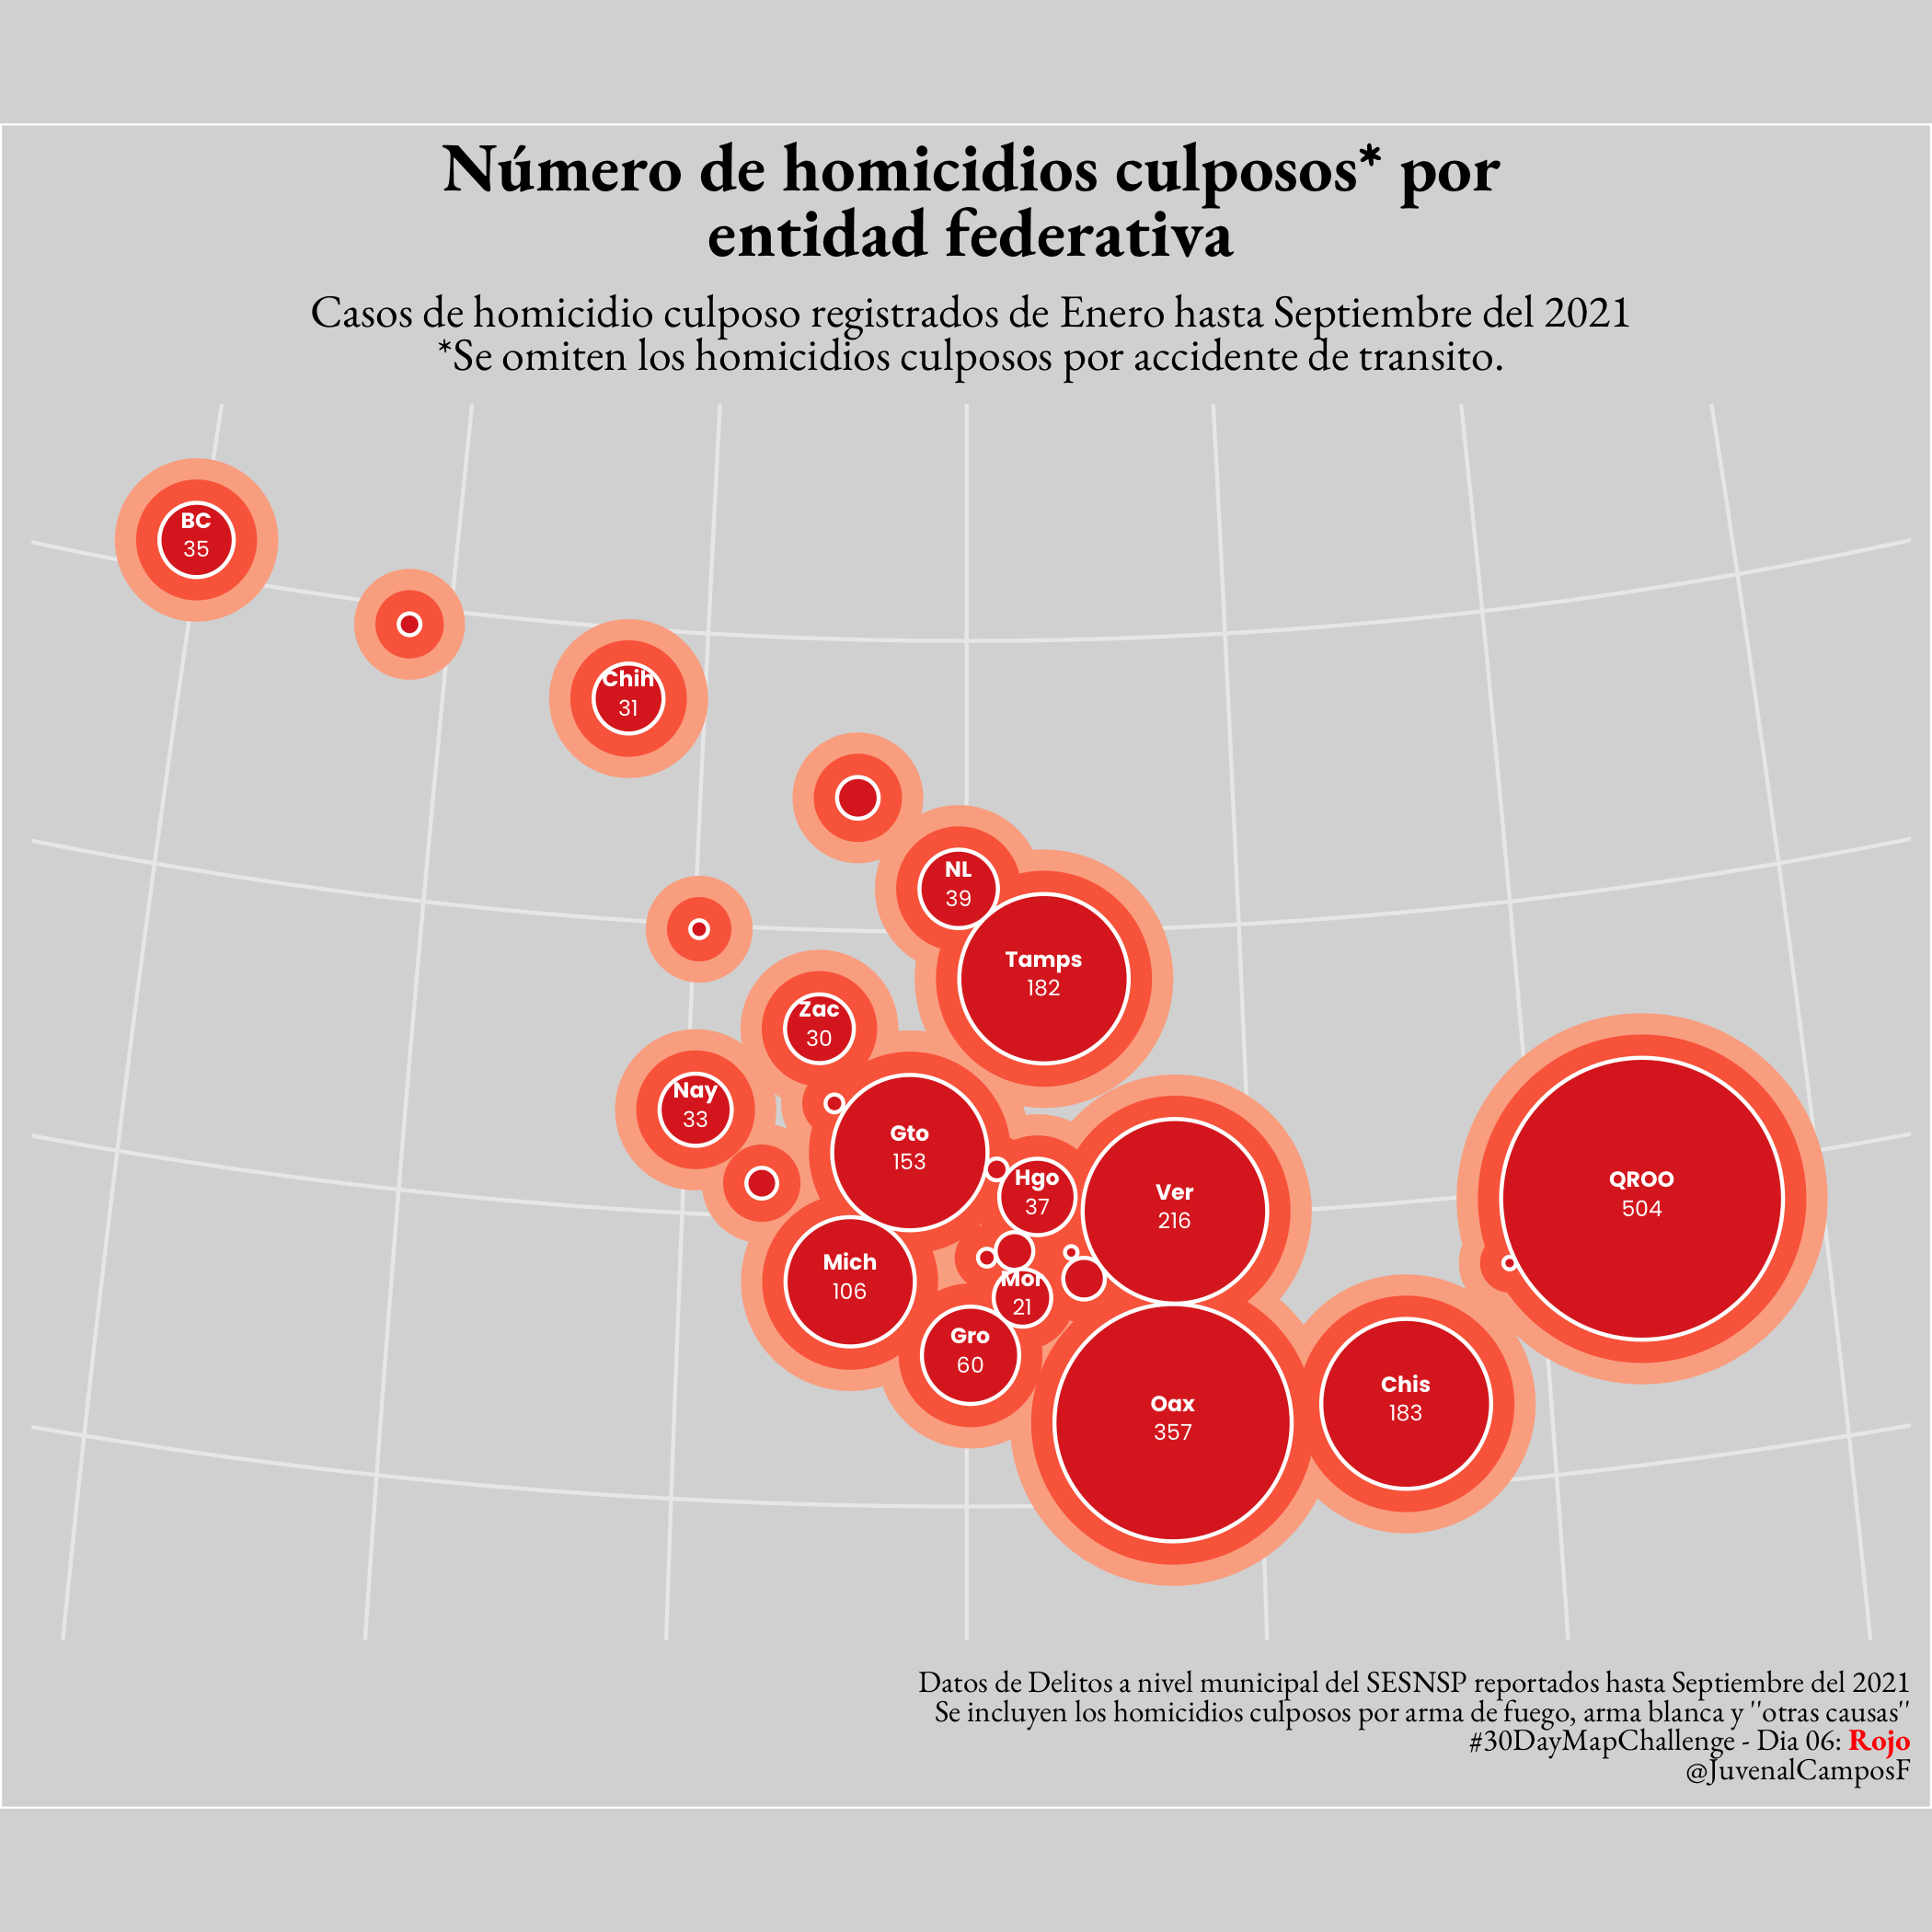 Número de homicidios culposos* por
entidad federativa
Casos de homicidio culposo registrados de Enero hasta Septiembre del 2021
*Se omiten los homicidios culposos por accidente de transito.
BC
35
Chih
31
NL
39
Tamps
182
Zac
30
Nay
33
Gto
153
Hgo
37
Ver
216
QROO
504
Mich
106
Mor
21
Gro
60
Oax
357
Chis
183
Datos de Delitos a nivel municipal del SESNSP reportados hasta Septiembre del 2021
Se incluyen los homicidios culposos por arma de fuego, arma blanca y "otras causas"
#30DayMapChallenge - Dia 06: Rojo
@JuvenalCamposF